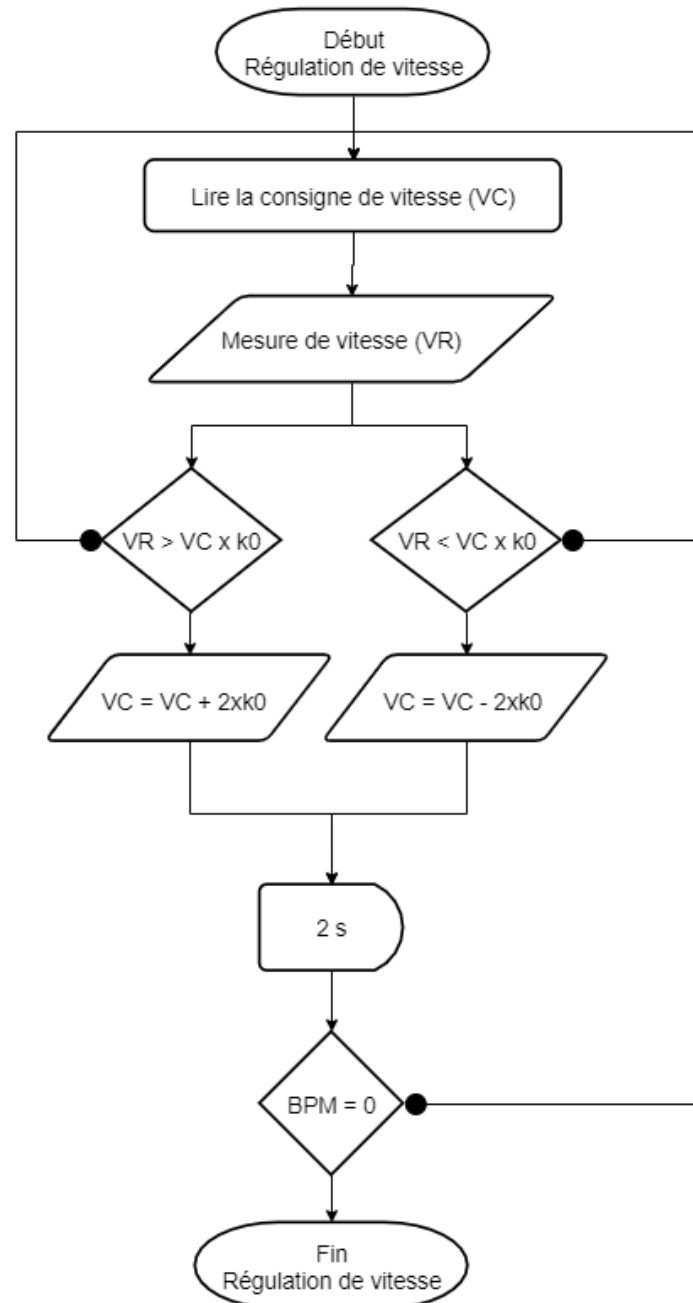 Début
Régulation de vitesse
Lire la consigne de vitesse (VC)
Mesure de vitesse (VR)
VR > VC x k0
VR < VC x k0
VC = VC + 2xk0
VC = VC - 2xk0
2 s
BPM = 0
Fin
Régulation de vitesse